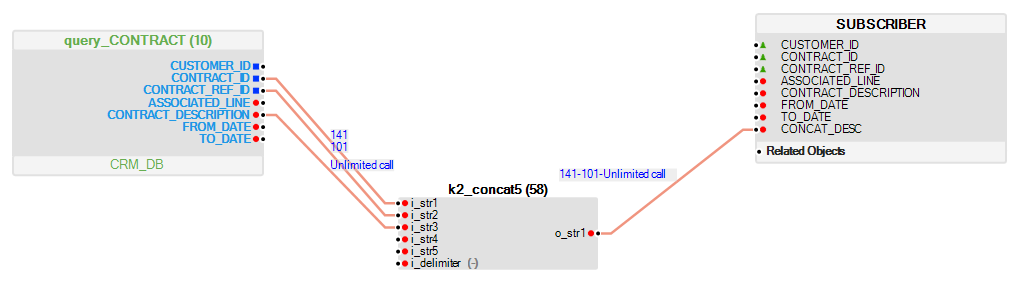 query_CONTRACT (10)
CUSTOMER_ID
CONTRACT_ID
CONTRACT_REF_ID
ASSOCIATED_LINE
CONTRACT_DESCRIPTION
FROM_DATE
TO_DATE
CRM_DB
141
101
Unlimited call
k2_concat5 (58)
i_str1
i_str2
i_str3
i_str4
i_str5
i_delimiter (-)
o_str1
141-101-Unlimited call
SUBSCRIBER
CUSTOMER_ID
CONTRACT_ID
CONTRACT_REF_ID
ASSOCIATED_LINE
CONTRACT_DESCRIPTION
FROM_DATE
TO_DATE
CONCAT_DESC
Related Objects